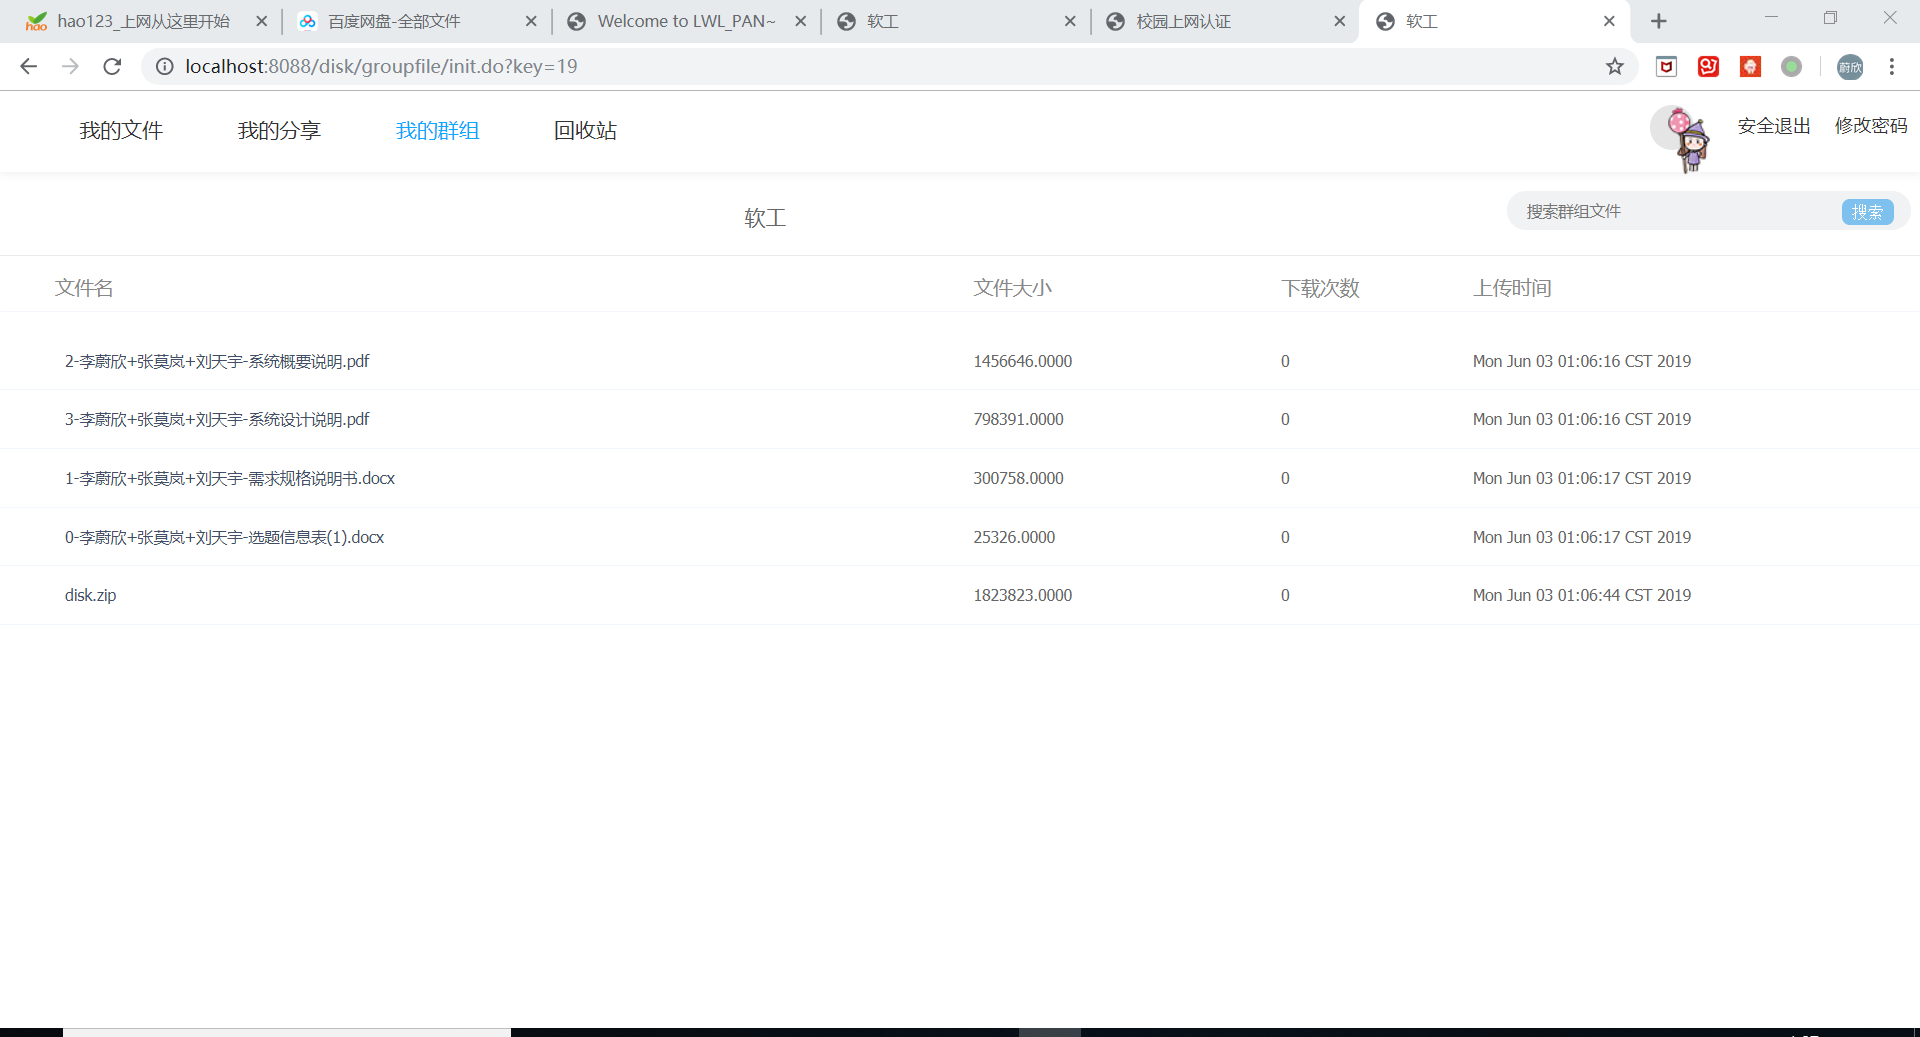 hao123_上网从这里开始
百度网盘-全部文件
Welcome to LWL_PAN~
软工
校园上网认证
软工
localhost:8088/disk/groupfile/init.do?key=19
蔚欣
我的文件 我的分享 我的群组 回收站
安全退出 修改密码
软工
搜索群组文件 搜索
文件名 文件大小 下载次数 上传时间
2-李蔚欣+张莫岚+刘天宇-系统概要说明.pdf 1456646.0000 0 Mon Jun 03 01:06:16 CST 2019
3-李蔚欣+张莫岚+刘天宇-系统设计说明.pdf 798391.0000 0 Mon Jun 03 01:06:16 CST 2019
1-李蔚欣+张莫岚+刘天宇-需求规格说明书.docx 300758.0000 0 Mon Jun 03 01:06:17 CST 2019
0-李蔚欣+张莫岚+刘天宇-选题信息表(1).docx 25326.0000 0 Mon Jun 03 01:06:17 CST 2019
disk.zip 1823823.0000 0 Mon Jun 03 01:06:44 CST 2019